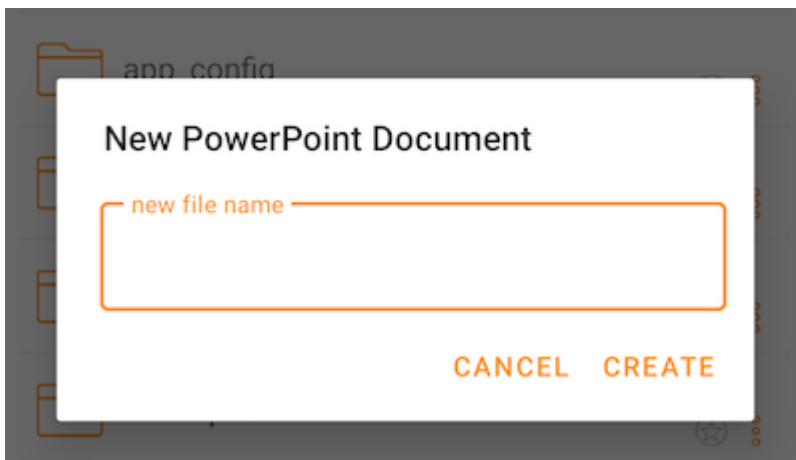 app_config
New PowerPoint Document
new file name
CANCEL CREATE